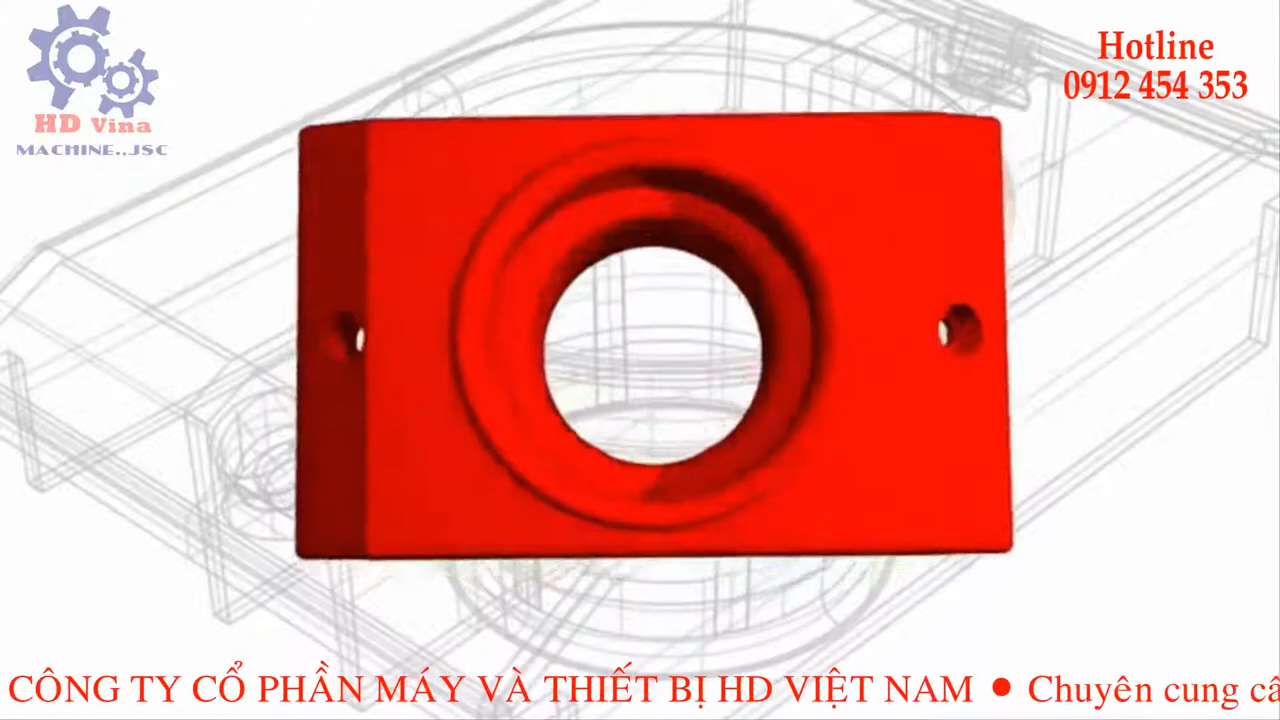 HD Vina
MACHINE.,JSC
Hotline
0912 454 353
CÔNG TY CỔ PHẦN MÁY VÀ THIẾT BỊ HD VIỆT NAM • Chuyên cung cấ